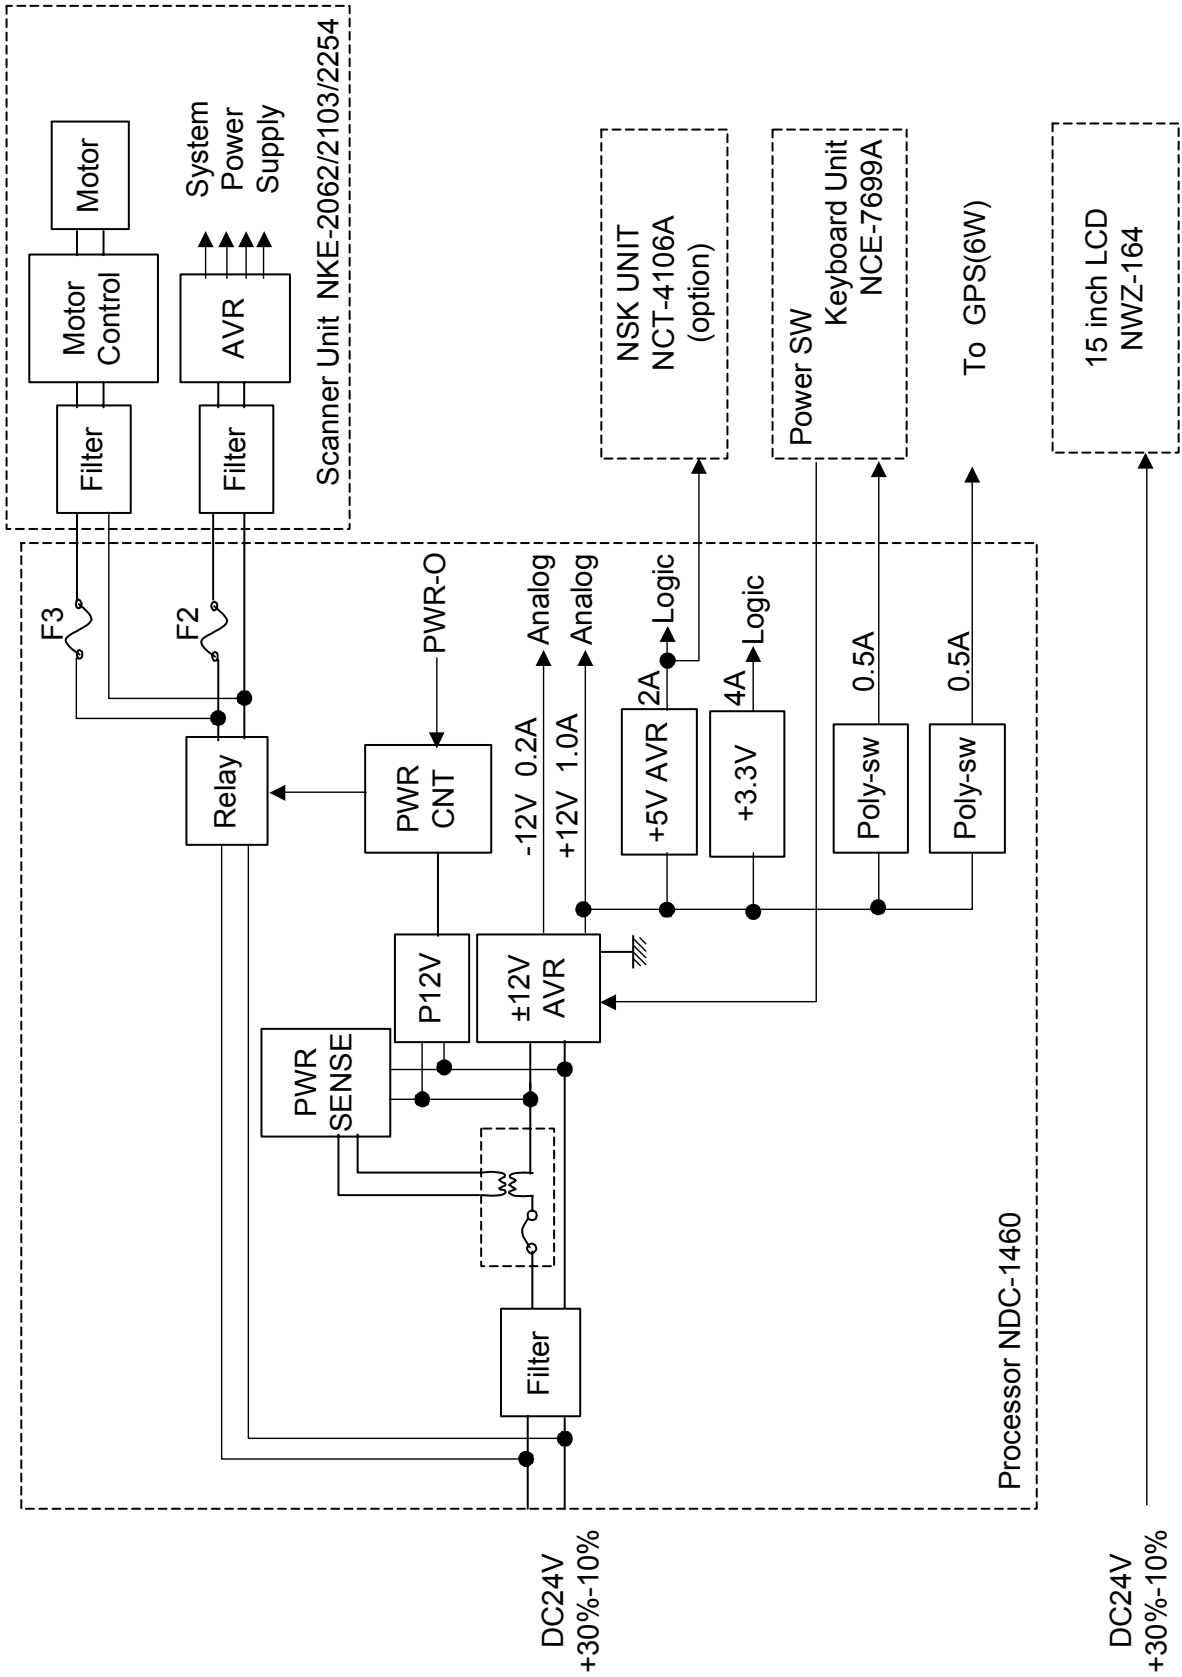 Motor
Motor
Control
Filter
System
Power
Supply
AVR
Filter
Scanner Unit NKE-2062/2103/2254
F3
F2
Relay
PWR-O
PWR
CNT
P12V
PWR
SENSE
±12V
AVR
-12V 0.2A
Analog
+12V 1.0A
Analog
+5V AVR
2A
Logic
+3.3V
4A
Logic
Poly-sw
0.5A
Poly-sw
0.5A
Filter
Processor NDC-1460
NSK UNIT
NCT-4106A
(option)
Power SW
Keyboard Unit
NCE-7699A
To GPS(6W)
15 inch LCD
NWZ-164
DC24V
+30%-10%
DC24V
+30%-10%